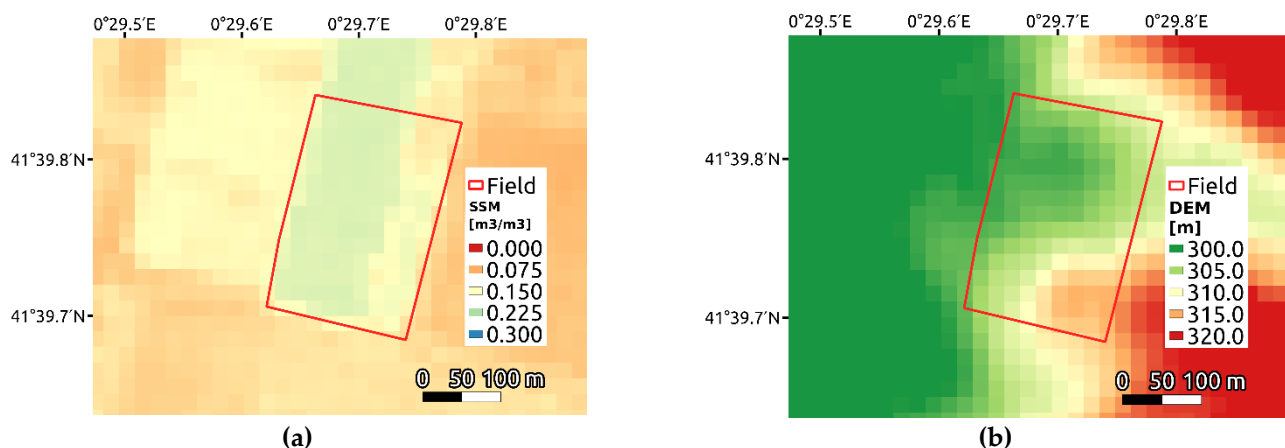 0°29.5′E 0°29.6′E 0°29.7′E 0°29.8′E
41°39.8′N
41°39.7′N
Field
SSM
[m3/m3]
0.000
0.075
0.150
0.225
0.300
0 50 100 m
(a)
0°29.5′E 0°29.6′E 0°29.7′E 0°29.8′E
41°39.8′N
41°39.7′N
Field
DEM
[m]
300.0
305.0
310.0
315.0
320.0
0 50 100 m
(b)